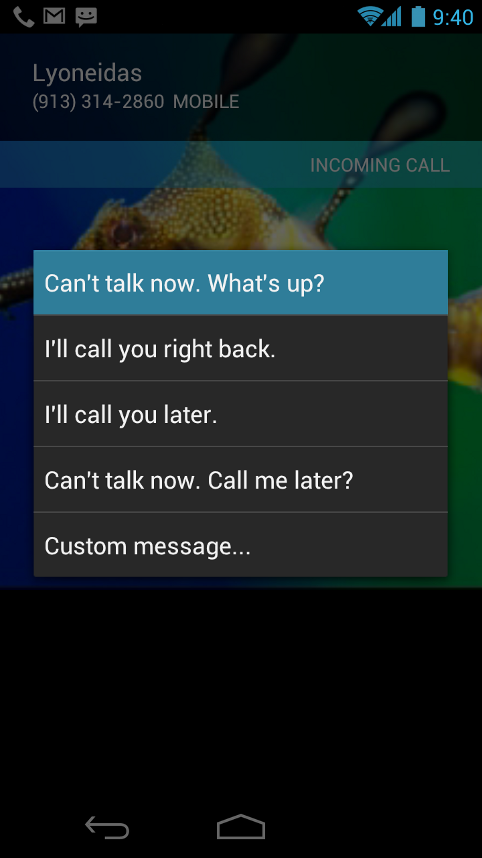 9:40
Lyoneidas
(913) 314-2860 MOBILE
INCOMING CALL
Can't talk now. What's up?
I'll call you right back.
I'll call you later.
Can't talk now. Call me later?
Custom message...